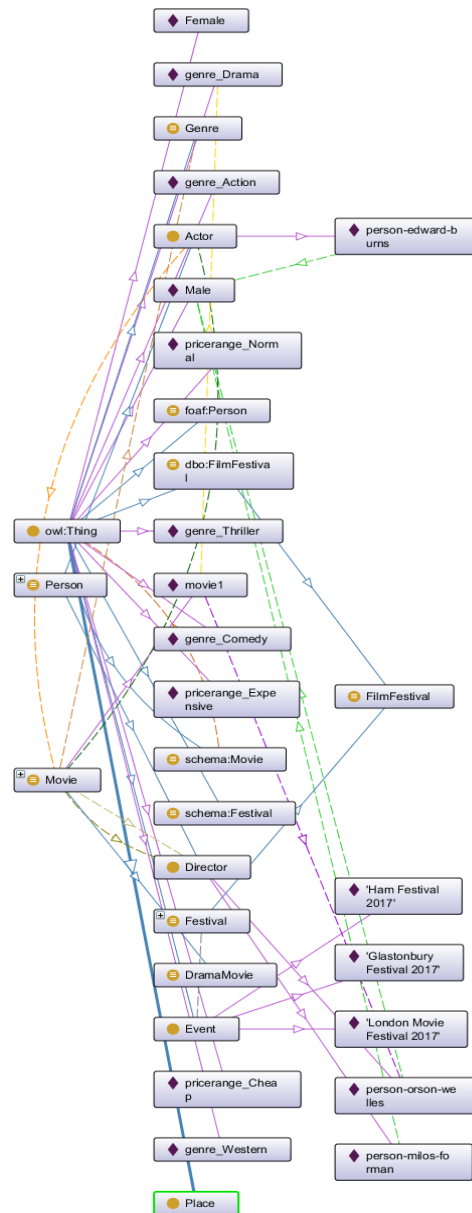 Female
genre_Drama
Genre
genre_Action
Actor
person-edward-b
urns
Male
pricerange_Norm
al
foaf:Person
dbo:FilmFestiva
l
owl:Thing
genre_Thriller
Person
movie1
genre_Comedy
pricerange_Expe
nsive
FilmFestival
schema:Movie
Movie
schema:Festival
Director
'Ham Festival
2017'
Festival
'Glastonbury
Festival 2017'
DramaMovie
Event
'London Movie
Festival 2017'
pricerange_Chea
p
person-orson-we
lles
genre_Western
person-milos-fo
rman
Place